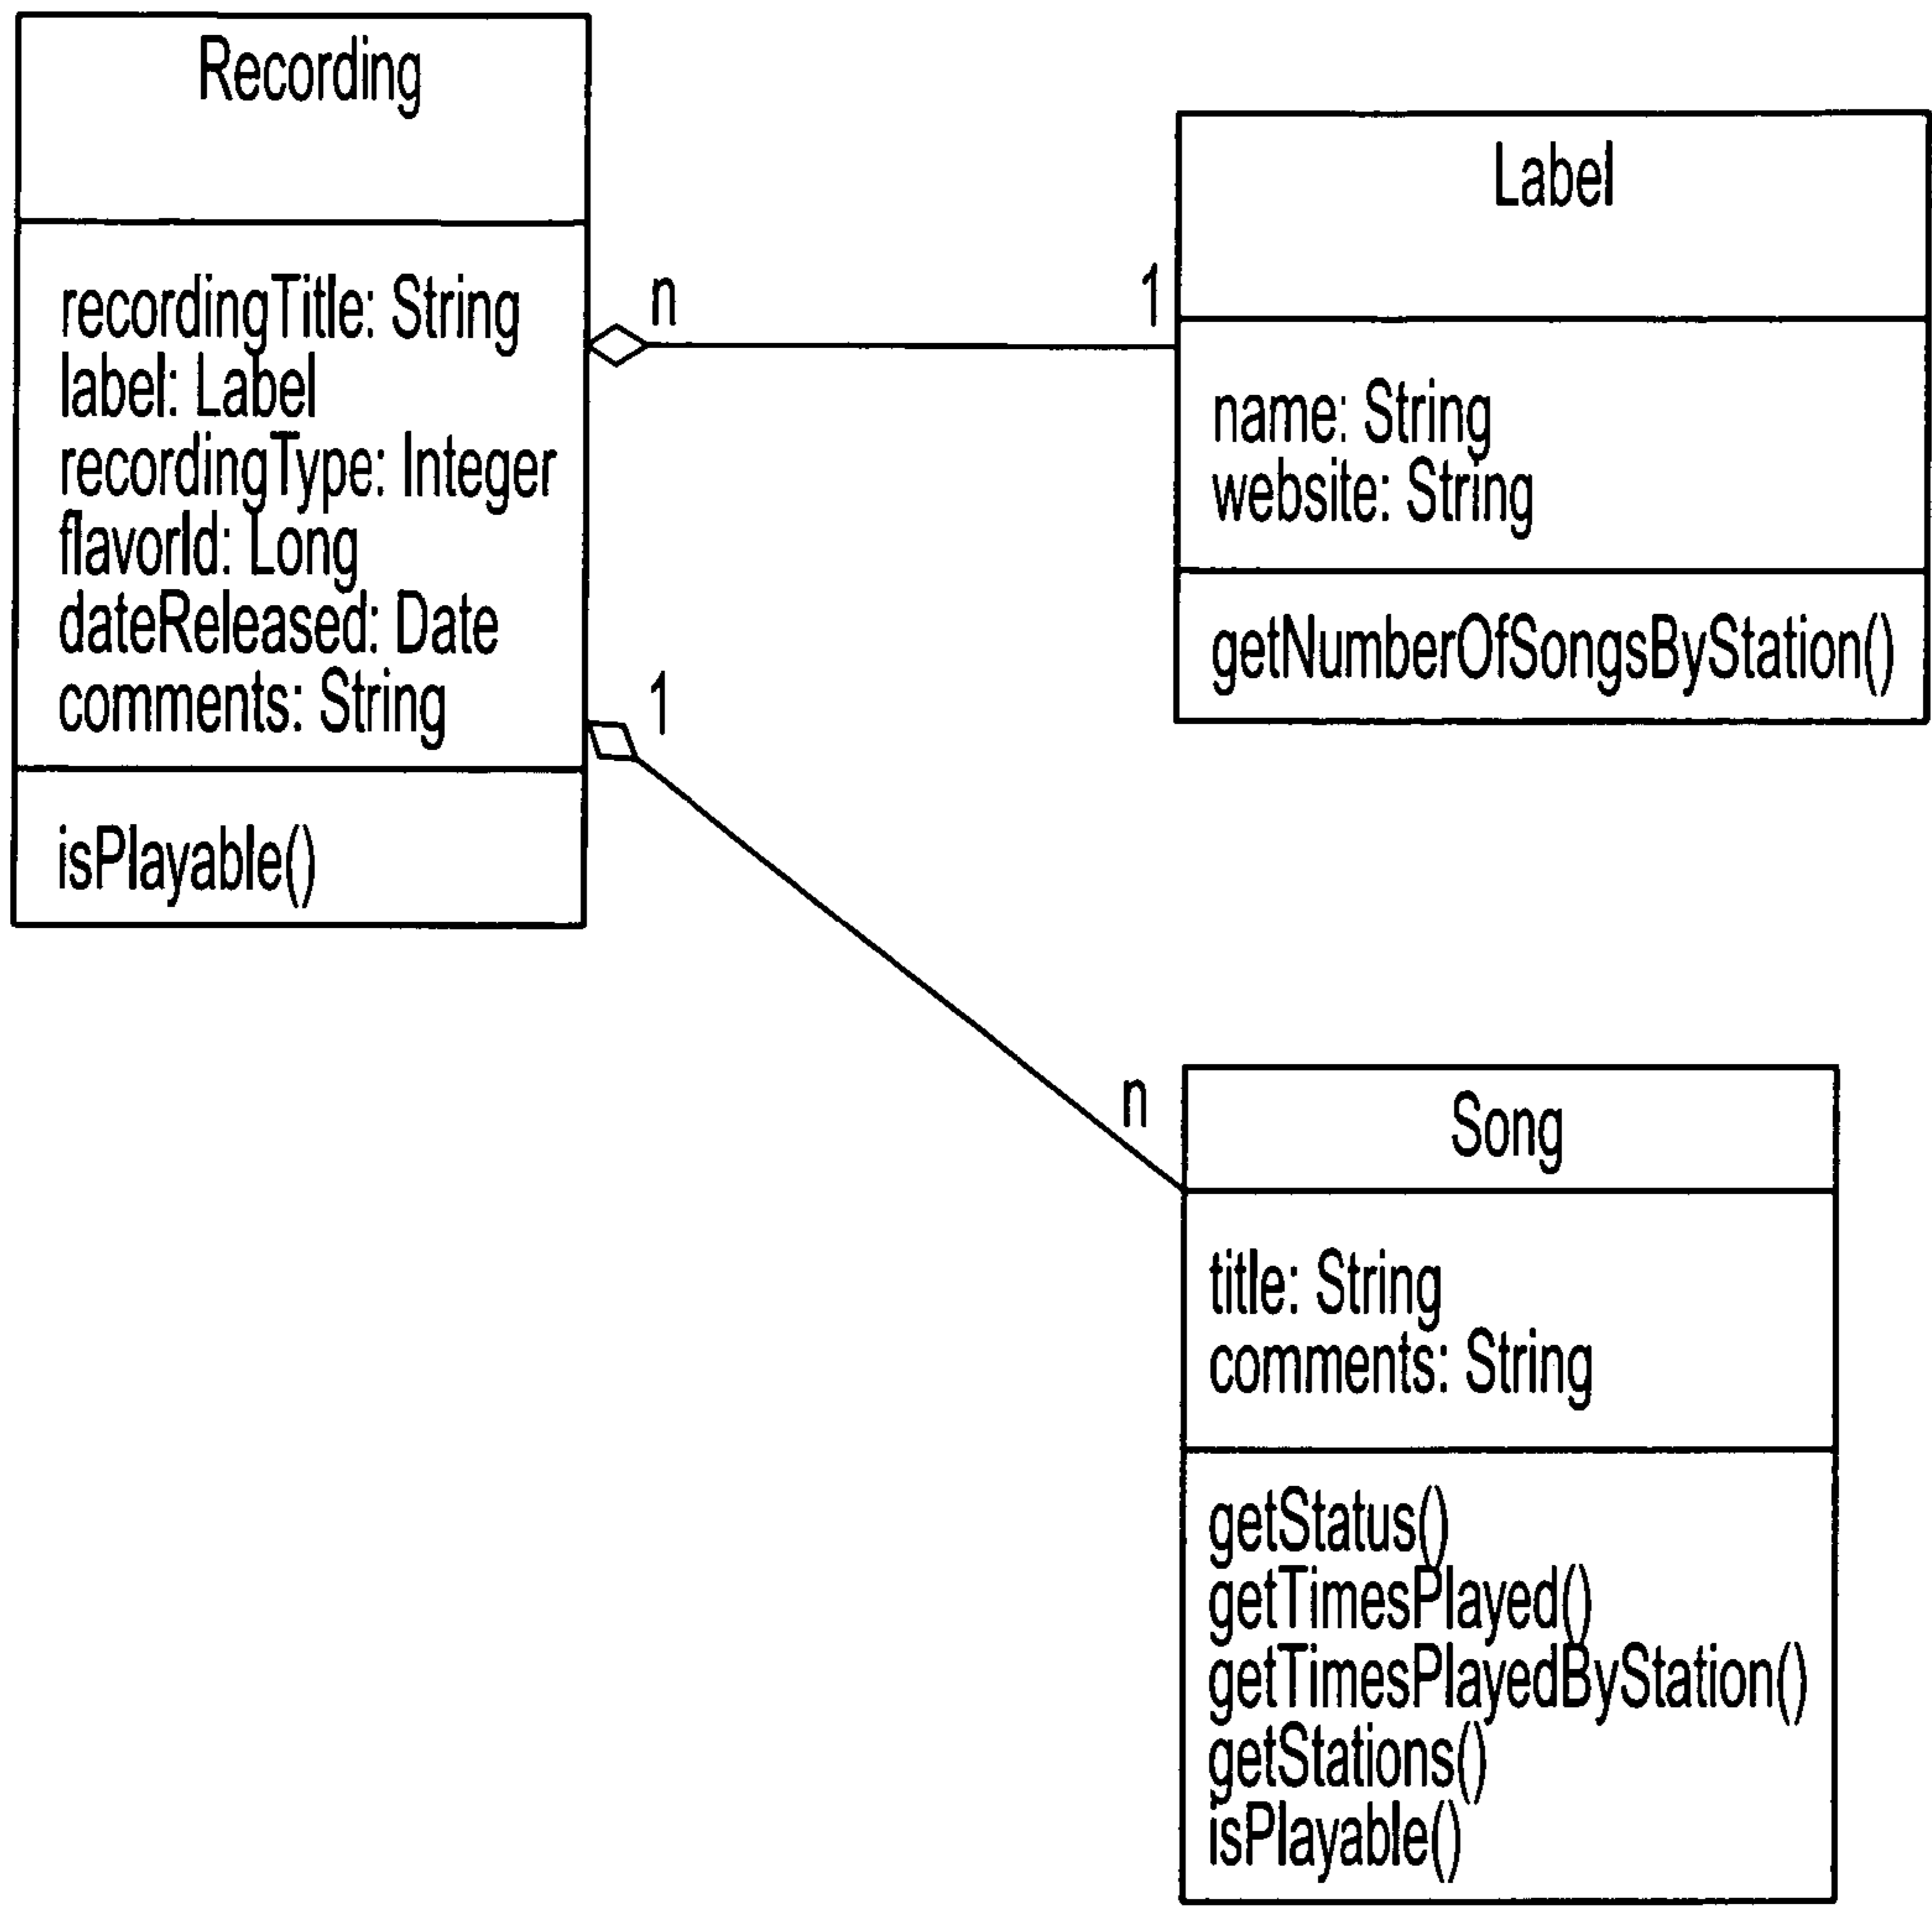 Recording
recordingTitle: String
label: Label
recordingType: Integer
flavorId: Long
dateReleased: Date
comments: String
isPlayable()
n
1
Label
name: String
website: String
getNumberOfSongsByStation()
1
n
Song
title: String
comments: String
getStatus()
getTimesPlayed()
getTimesPlayedByStation()
getStations()
isPlayable()